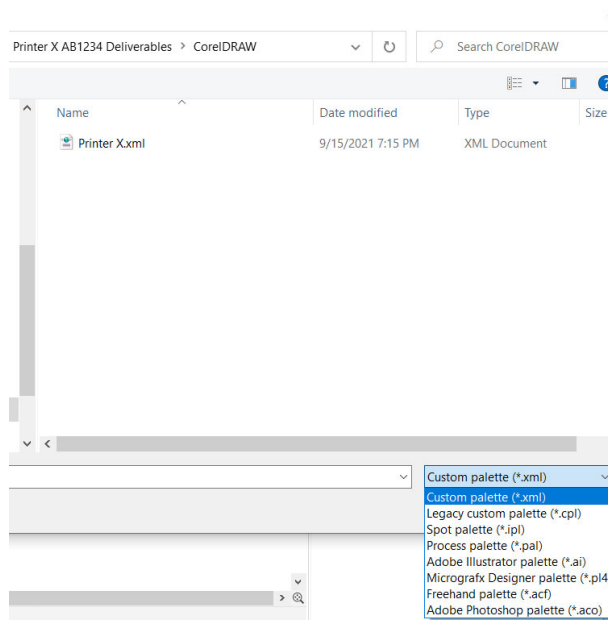 Printer X AB1234 Deliverables > CorelDRAW
Search CorelDRAW
Name
Date modified
Type
Size
Printer X.xml
9/15/2021 7:15 PM
XML Document
Custom palette (*.xml)
Custom palette (*.xml)
Legacy custom palette (*.cpl)
Spot palette (*.ipl)
Process palette (*.pal)
Adobe Illustrator palette (*.ai)
Micrografx Designer palette (*.pl4
Freehand palette (*.acf)
Adobe Photoshop palette (*.aco)